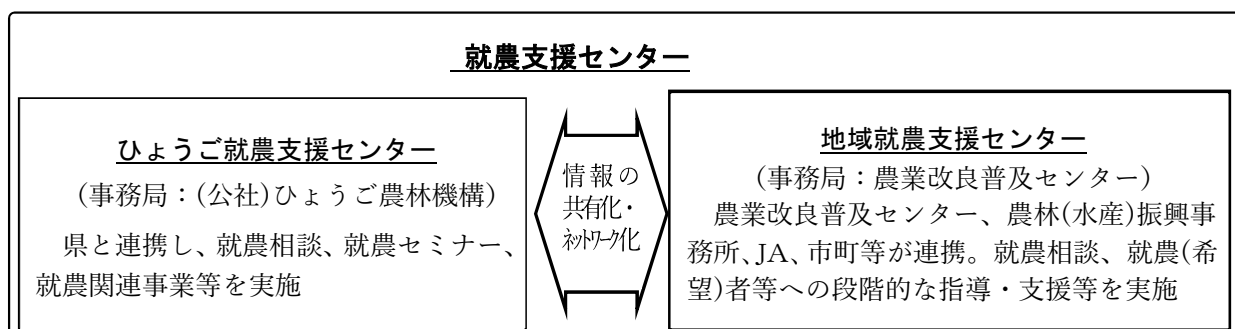 就農支援センター
ひょうご就農支援センター
(事務局：(公社)ひょうご農林機構)
県と連携し、就農相談、就農セミナー、
就農関連事業等を実施
情報の
共有化・
ネットワーク化
地域就農支援センター
(事務局：農業改良普及センター)
農業改良普及センター、農林(水産)振興事
務所、JA、市町等が連携。就農相談、就農(希
望)者等への段階的な指導・支援等を実施